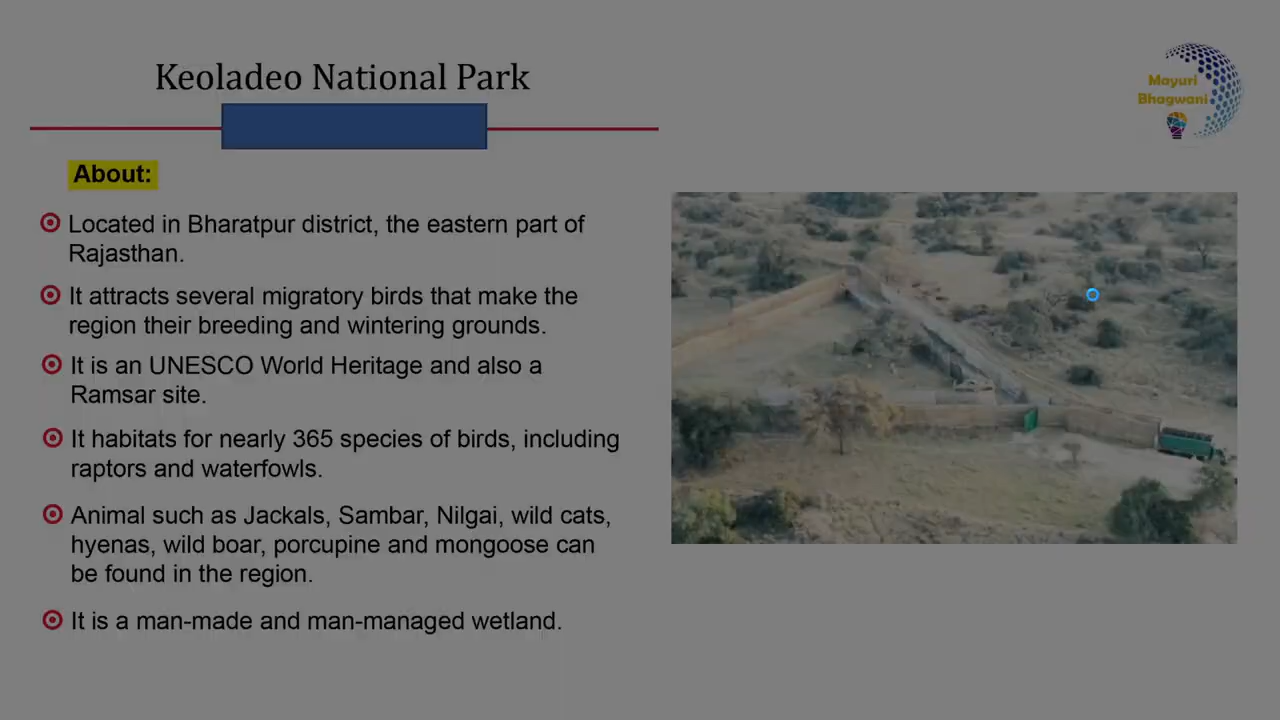 Keoladeo National Park
Mayuri
Bhagwani
About:
Located in Bharatpur district, the eastern part of
Rajasthan.
It attracts several migratory birds that make the
region their breeding and wintering grounds.
It is an UNESCO World Heritage and also a
Ramsar site.
It habitats for nearly 365 species of birds, including
raptors and waterfowls.
Animal such as Jackals, Sambar, Nilgai, wild cats,
hyenas, wild boar, porcupine and mongoose can
be found in the region.
It is a man-made and man-managed wetland.